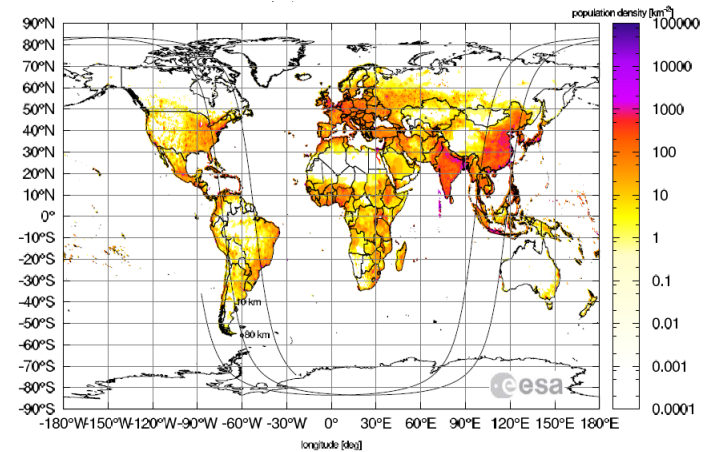 population density [km⁻²]
90°N
80°N
70°N
60°N
50°N
40°N
30°N
20°N
10°N
0°
-10°S
-20°S
-30°S
-40°S
-50°S
-60°S
-70°S
-80°S
-90°S
10 km
80 km
esa
100000
10000
1000
100
10
1
0.1
0.01
0.001
0.0001
-180°W -150°W -120°W -90°W -60°W -30°W 0°W 30°E 60°E 90°E 120°E 150°E 180°E
longitude [deg]